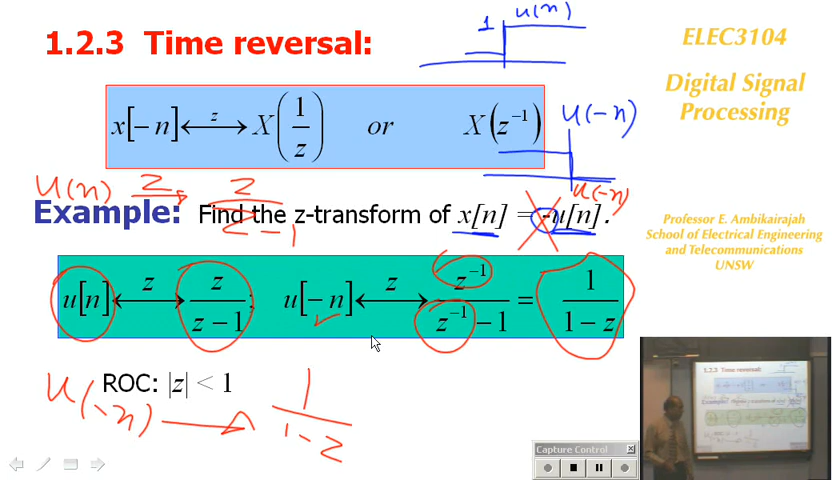 1.2.3 Time reversal:
1 u(n)
ELEC3104
Digital Signal
Processing
x[−n] ⟷z X(1/z) or X(z⁻¹)
u(-n)
u(n) z→ z/(z-1)
u(-n)
Example: Find the z-transform of x[n] = -u[n].
Professor E. Ambikairajah
School of Electrical Engineering
and Telecommunications
UNSW
u[n] ⟷z z/(z−1); u[−n] ⟷z z⁻¹/(z⁻¹−1) = 1/(1−z)
ROC: |z| < 1
u(-n) → 1/(1-z)
Capture Control